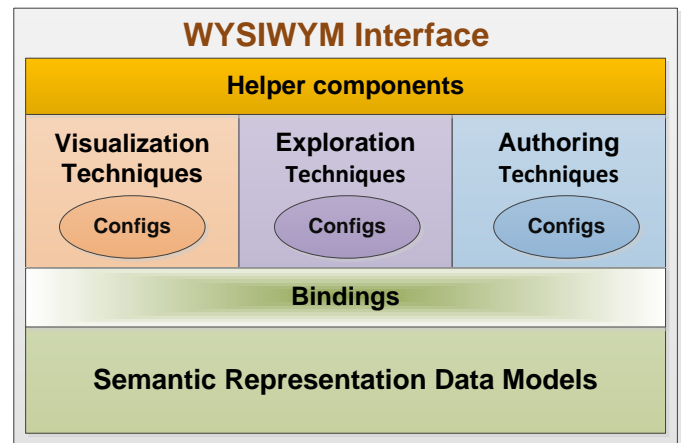 WYSIWYM Interface
Helper components
Visualization
Techniques
Configs
Exploration
Techniques
Configs
Authoring
Techniques
Configs
Bindings
Semantic Representation Data Models